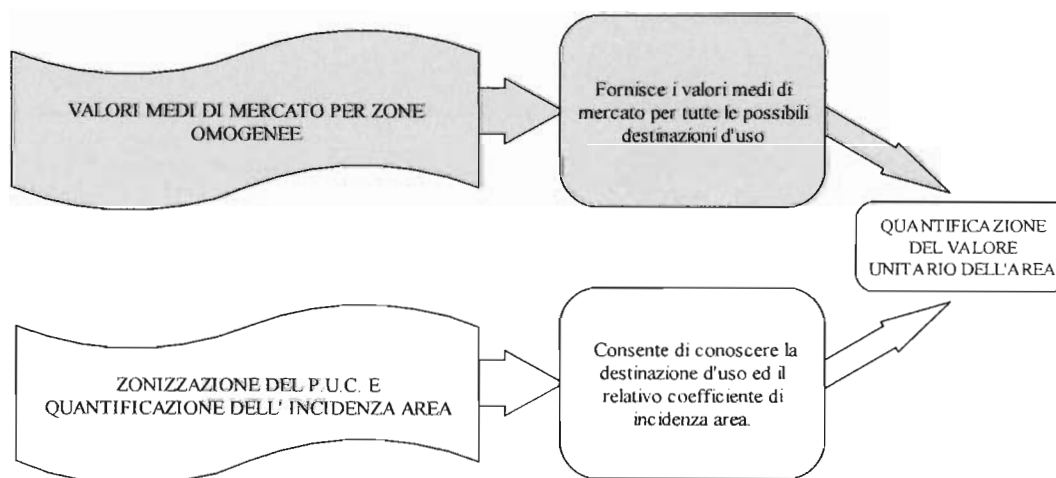 VALORI MEDI DI MERCATO PER ZONE
OMOGENEE
Fornisce i valori medi di
mercato per tutte le possibili
destinazioni d'uso
QUANTIFICAZIONE
DEL VALORE
UNITARIO DELL'AREA
ZONIZZAZIONE DEL P.U.C. E
QUANTIFICAZIONE DELL' INCIDENZA AREA
Consente di conoscere la
destinazione d'uso ed il
relativo coefficiente di
incidenza area.